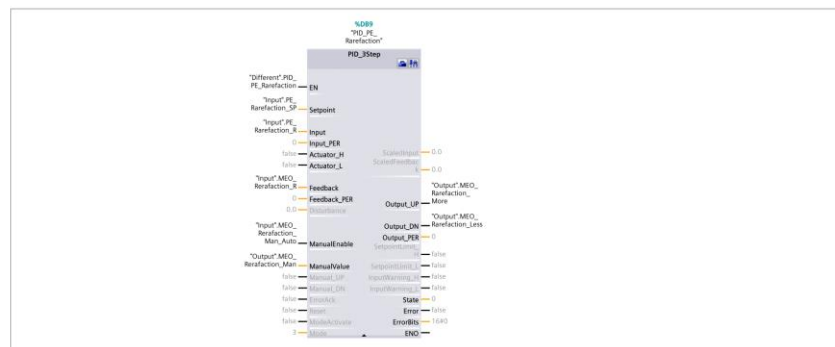 %DB9
"PID_PE_
Rarefaction"
PID_3Step
"Different".PID_
PE_Rarefaction
EN
"Input".PE_
Rarefaction_SP
Setpoint
"Input".PE_
Rarefaction_R
Input
0
Input_PER
false
Actuator_H
false
Actuator_L
"Input".MEO_
Rerafaction_R
Feedback
0
Feedback_PER
0.0
Disturbance
"Input".MEO_
Rerafaction_
Man_Auto
ManualEnable
"Output".MEO_
Rerafaction_Man
ManualValue
false
Manual_UP
false
Manual_DN
false
ErrorAck
false
Reset
false
ModeActivate
3
Mode
ScaledInput
0.0
ScaledFeedbac
k
0.0
Output_UP
"Output".MEO_
Rarefaction_
More
Output_DN
"Output".MEO_
Rarefaction_Less
Output_PER
0
SetpointLimit_
H
false
SetpointLimit_L
false
InputWarning_H
false
InputWarning_L
false
State
0
Error
false
ErrorBits
16#0
ENO